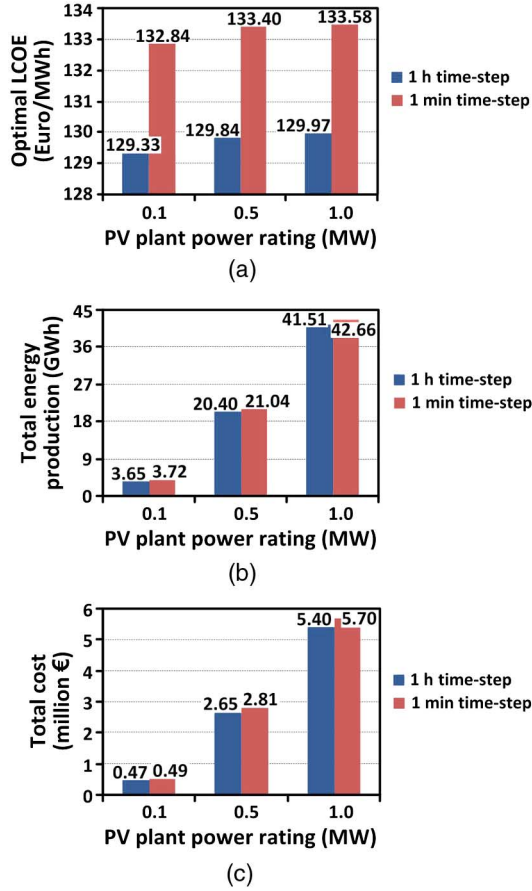 Optimal LCOE
(Euro/MWh)
134
133
132
131
130
129
128
129.33
132.84
129.84
133.40
129.97
133.58
0.1
0.5
1.0
PV plant power rating (MW)
1 h time-step
1 min time-step
(a)
Total energy
production (GWh)
45
36
27
18
9
0
3.65
3.72
20.40
21.04
41.51
42.66
0.1
0.5
1.0
PV plant power rating (MW)
1 h time-step
1 min time-step
(b)
Total cost
(million €)
6
5
4
3
2
1
0
0.47
0.49
2.65
2.81
5.40
5.70
0.1
0.5
1.0
PV plant power rating (MW)
1 h time-step
1 min time-step
(c)